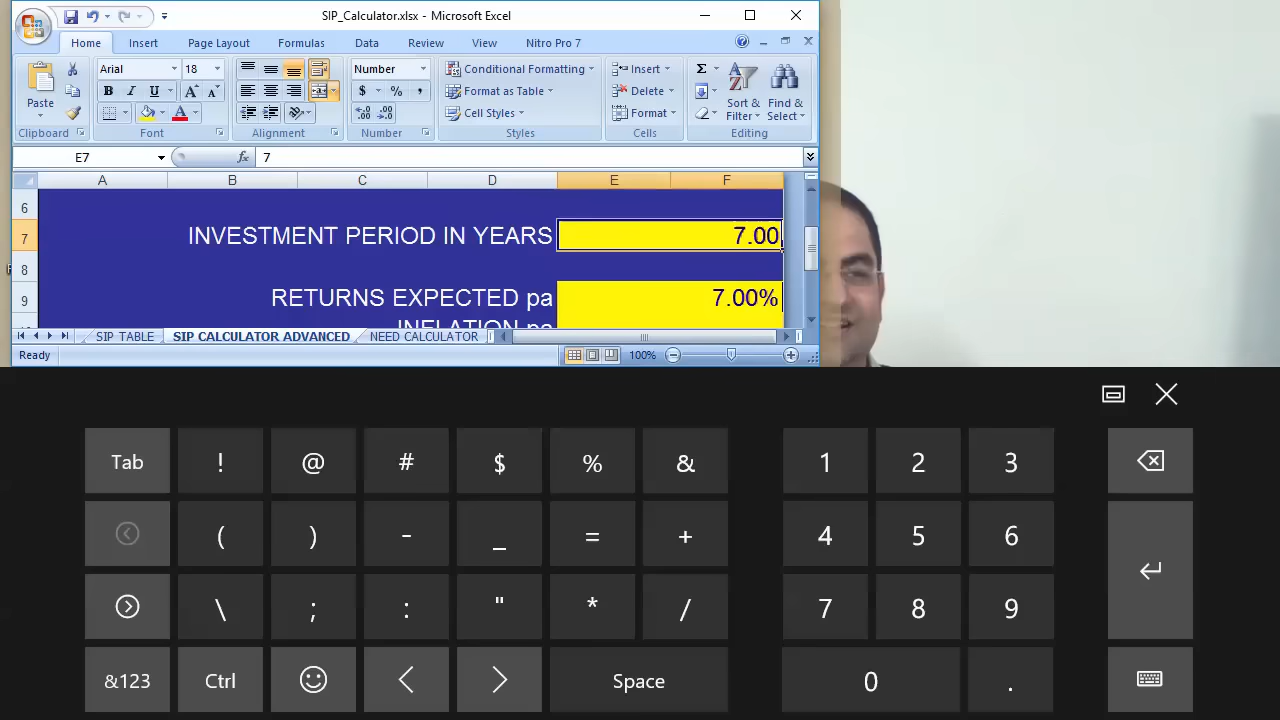 SIP_Calculator.xlsx - Microsoft Excel
Home Insert Page Layout Formulas Data Review View Nitro Pro 7
Paste Arial 18 Number Conditional Formatting Insert Σ
B I U A A $ % , Format as Table Delete Sort & Filter Find & Select
A Cell Styles Format
Clipboard Font Alignment Number Styles Cells Editing
E7 fx 7
A B C D E F
6
7 INVESTMENT PERIOD IN YEARS 7.00
8
9 RETURNS EXPECTED pa 7.00%
INFLATION pa
SIP TABLE SIP CALCULATOR ADVANCED NEED CALCULATOR
Ready 100%
Tab ! @ # $ % & 1 2 3
( ) - _ = + 4 5 6
\ ; : " * / 7 8 9
&123 Ctrl < > Space 0 .